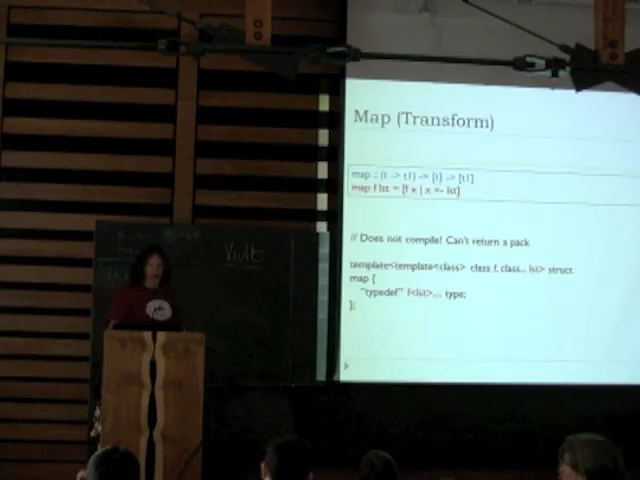 Map (Transform)
map :: (t -> t1) -> [t] -> [t1]
map f lst = [f x | x <- lst]
// Does not compile! Can't return a pack
template<template<class> class f, class... lst> struct
map {
"typedef" f<lst>... type;
};
Vault